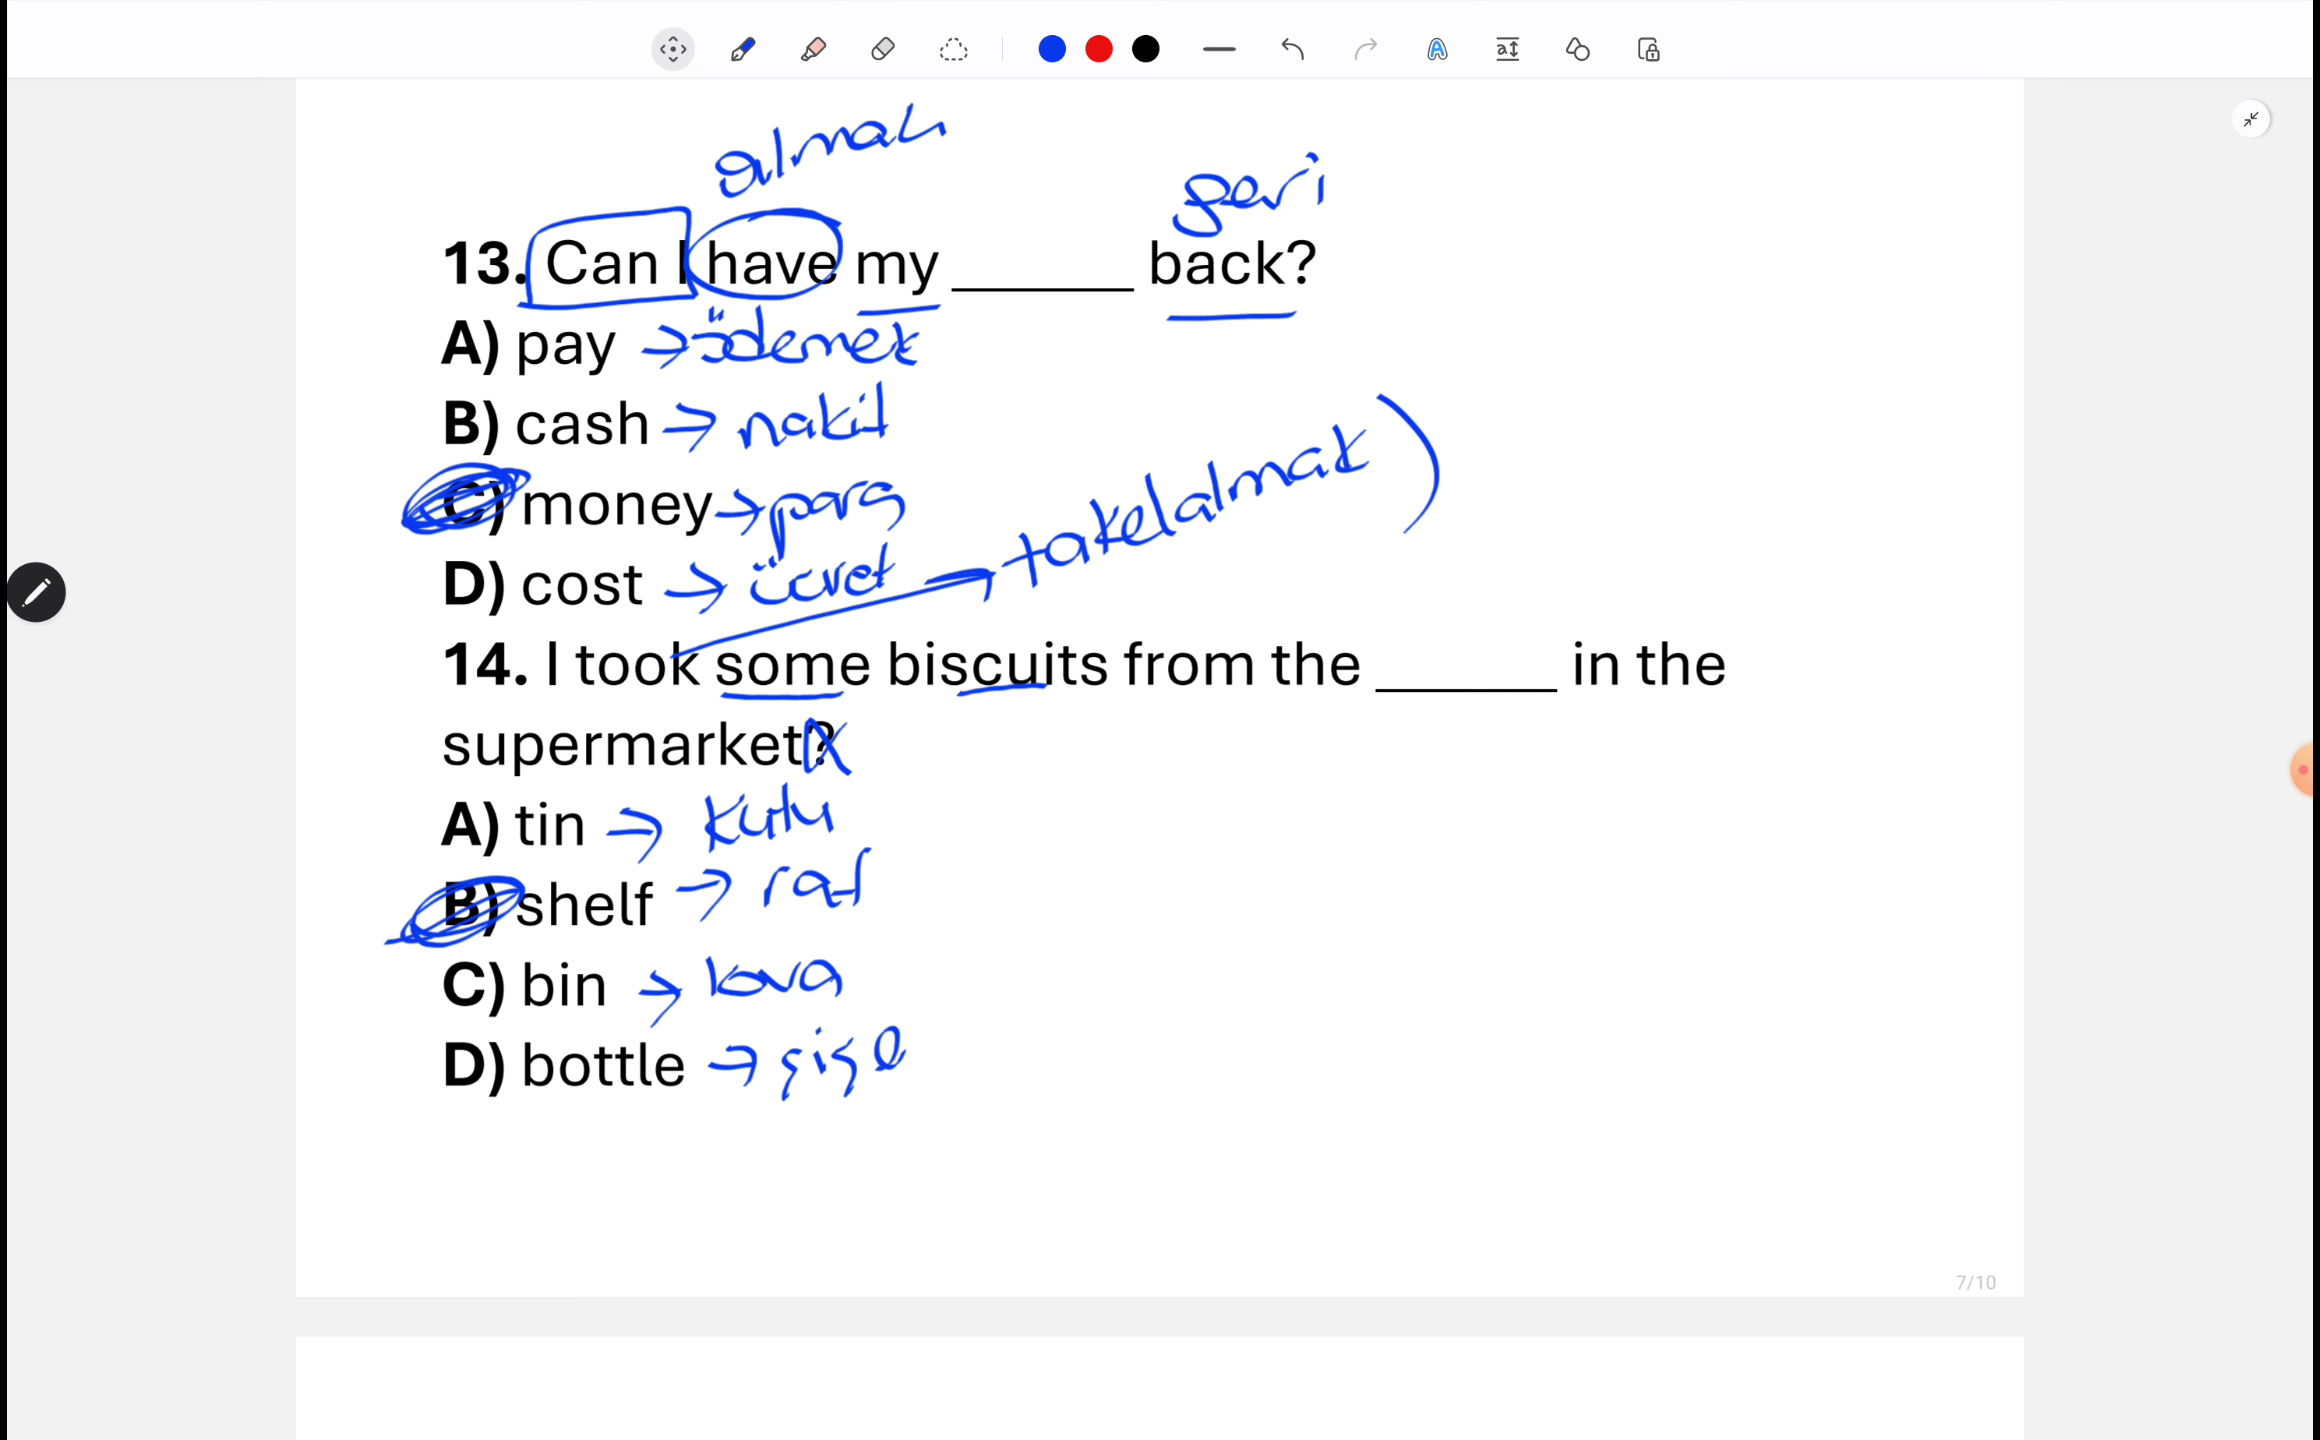 almak
geri
13. Can I have my ______ back?
A) pay → ödemek
B) cash → nakit
C) money → para
D) cost → ücret → take (almak)
14. I took some biscuits from the ______ in the
supermarket?
A) tin → kutu
B) shelf → raf
C) bin → kova
D) bottle → şişe
7/10